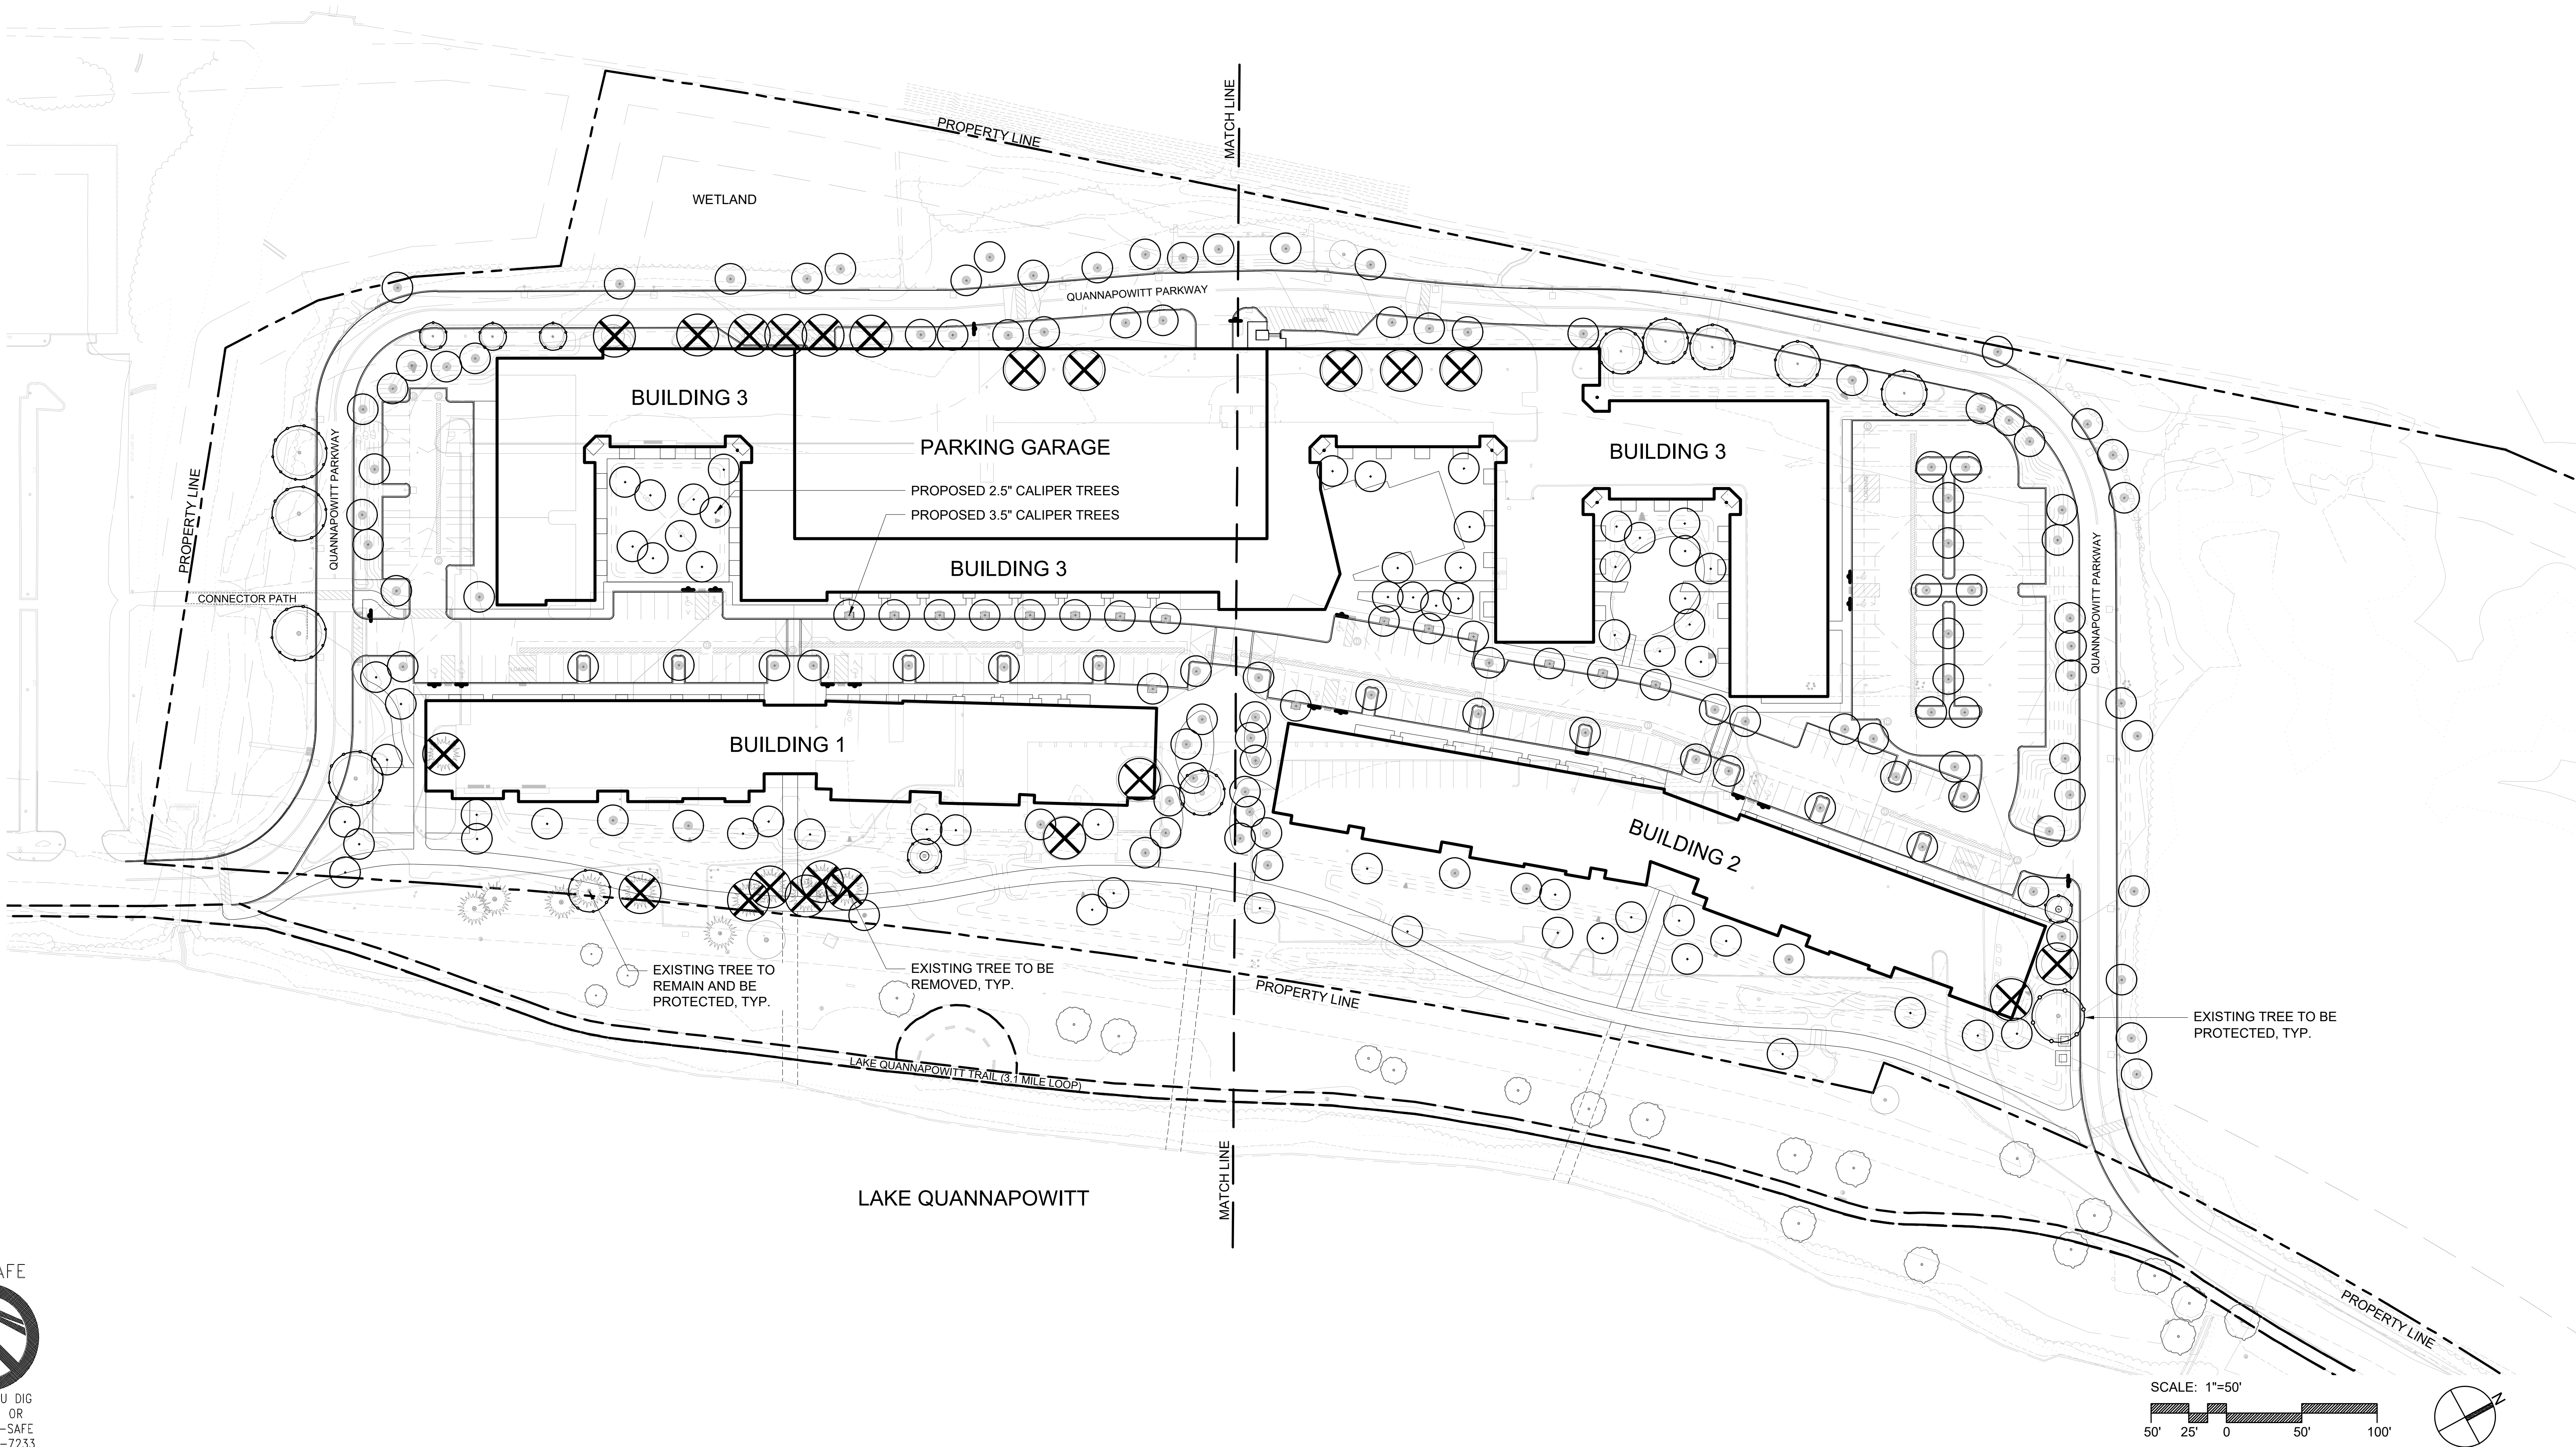 MATCH LINE
PROPERTY LINE
WETLAND
QUANNAPOWITT PARKWAY
BUILDING 3
PARKING GARAGE
BUILDING 3
PROPOSED 2.5" CALIPER TREES
PROPOSED 3.5" CALIPER TREES
QUANNAPOWITT PARKWAY
PROPERTY LINE
BUILDING 3
QUANNAPOWITT PARKWAY
CONNECTOR PATH
BUILDING 1
BUILDING 2
EXISTING TREE TO
REMAIN AND BE
PROTECTED, TYP.
EXISTING TREE TO BE
REMOVED, TYP.
PROPERTY LINE
EXISTING TREE TO BE
PROTECTED, TYP.
LAKE QUANNAPOWITT TRAIL (3.1 MILE LOOP)
LAKE QUANNAPOWITT
MATCH LINE
PROPERTY LINE
AFE
U DIG
OR
-SAFE
-7233
SCALE: 1"=50'
50' 25' 0 50' 100'
N